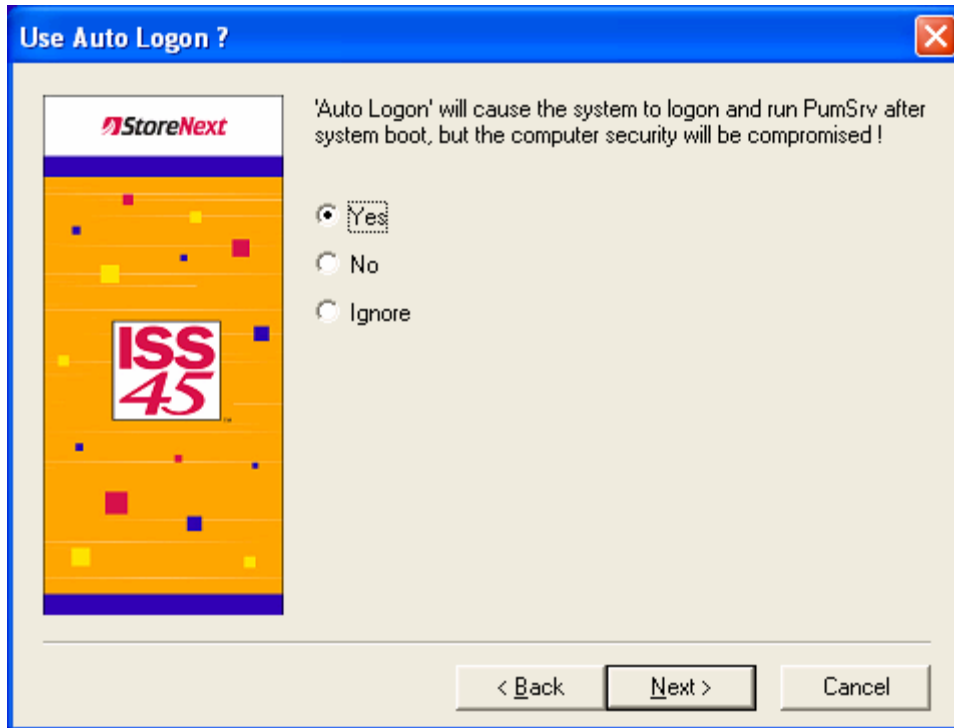 Use Auto Logon ?
StoreNext
'Auto Logon' will cause the system to logon and run PumSrv after
system boot, but the computer security will be compromised !
Yes
No
Ignore
ISS
45
™
< Back
Next >
Cancel